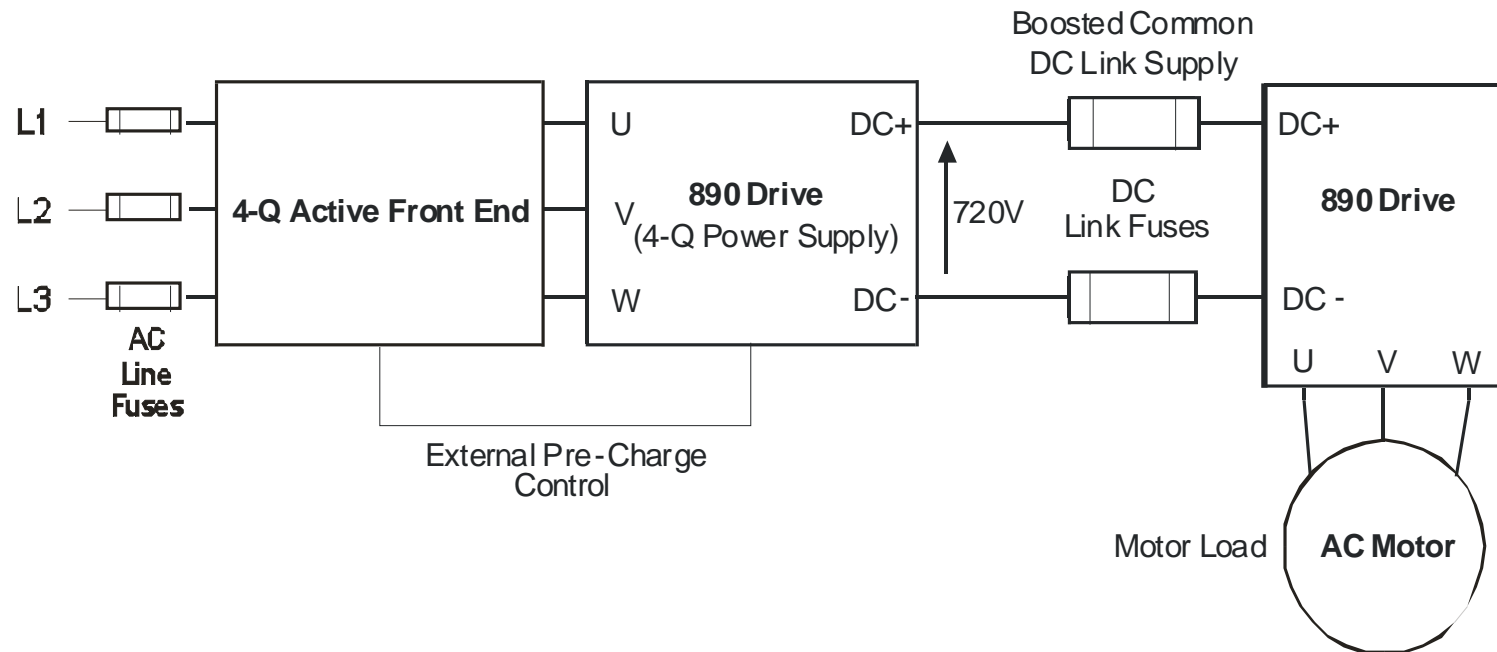 Boosted Common
DC Link Supply
L1
L2
L3
AC
Line
Fuses
4-Q Active Front End
External Pre-Charge
Control
U
V
W
890 Drive
(4-Q Power Supply)
DC+
DC-
720V
DC
Link Fuses
DC+
890 Drive
DC -
U V W
Motor Load
AC Motor